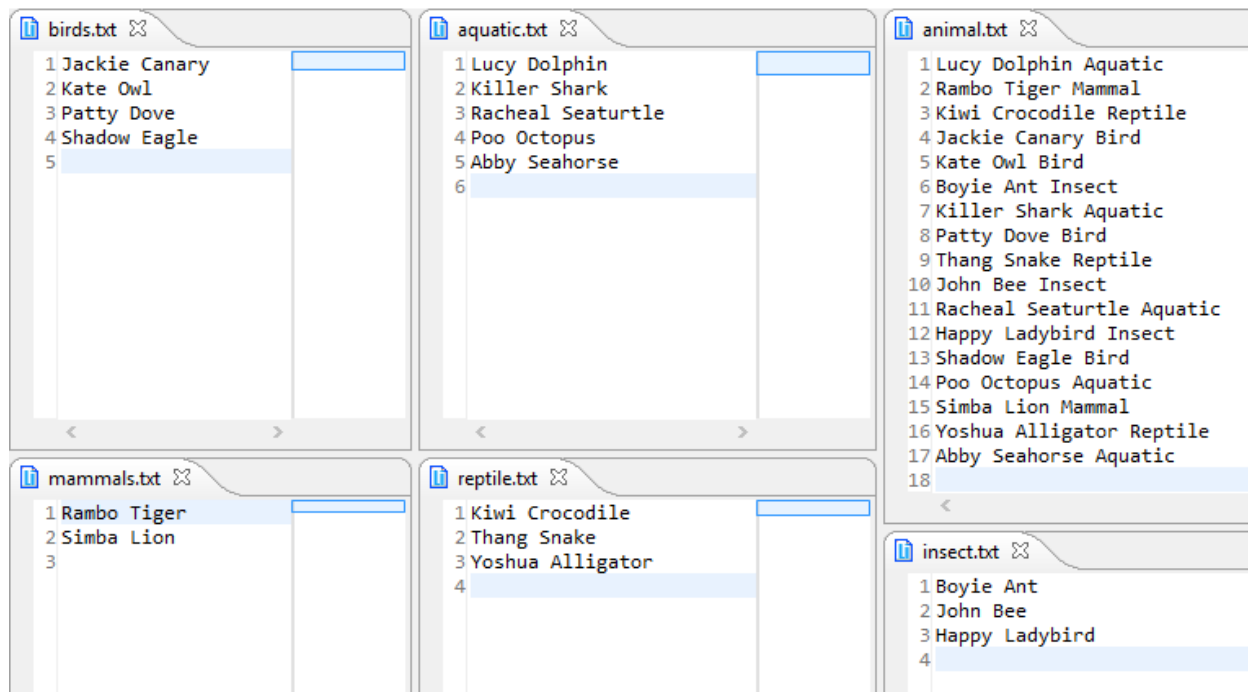 birds.txt
1 Jackie Canary
2 Kate Owl
3 Patty Dove
4 Shadow Eagle
5
aquatic.txt
1 Lucy Dolphin
2 Killer Shark
3 Racheal Seaturtle
4 Poo Octopus
5 Abby Seahorse
6
animal.txt
1 Lucy Dolphin Aquatic
2 Rambo Tiger Mammal
3 Kiwi Crocodile Reptile
4 Jackie Canary Bird
5 Kate Owl Bird
6 Boyie Ant Insect
7 Killer Shark Aquatic
8 Patty Dove Bird
9 Thang Snake Reptile
10 John Bee Insect
11 Racheal Seaturtle Aquatic
12 Happy Ladybird Insect
13 Shadow Eagle Bird
14 Poo Octopus Aquatic
15 Simba Lion Mammal
16 Yoshua Alligator Reptile
17 Abby Seahorse Aquatic
18
mammals.txt
1 Rambo Tiger
2 Simba Lion
3
reptile.txt
1 Kiwi Crocodile
2 Thang Snake
3 Yoshua Alligator
4
insect.txt
1 Boyie Ant
2 John Bee
3 Happy Ladybird
4